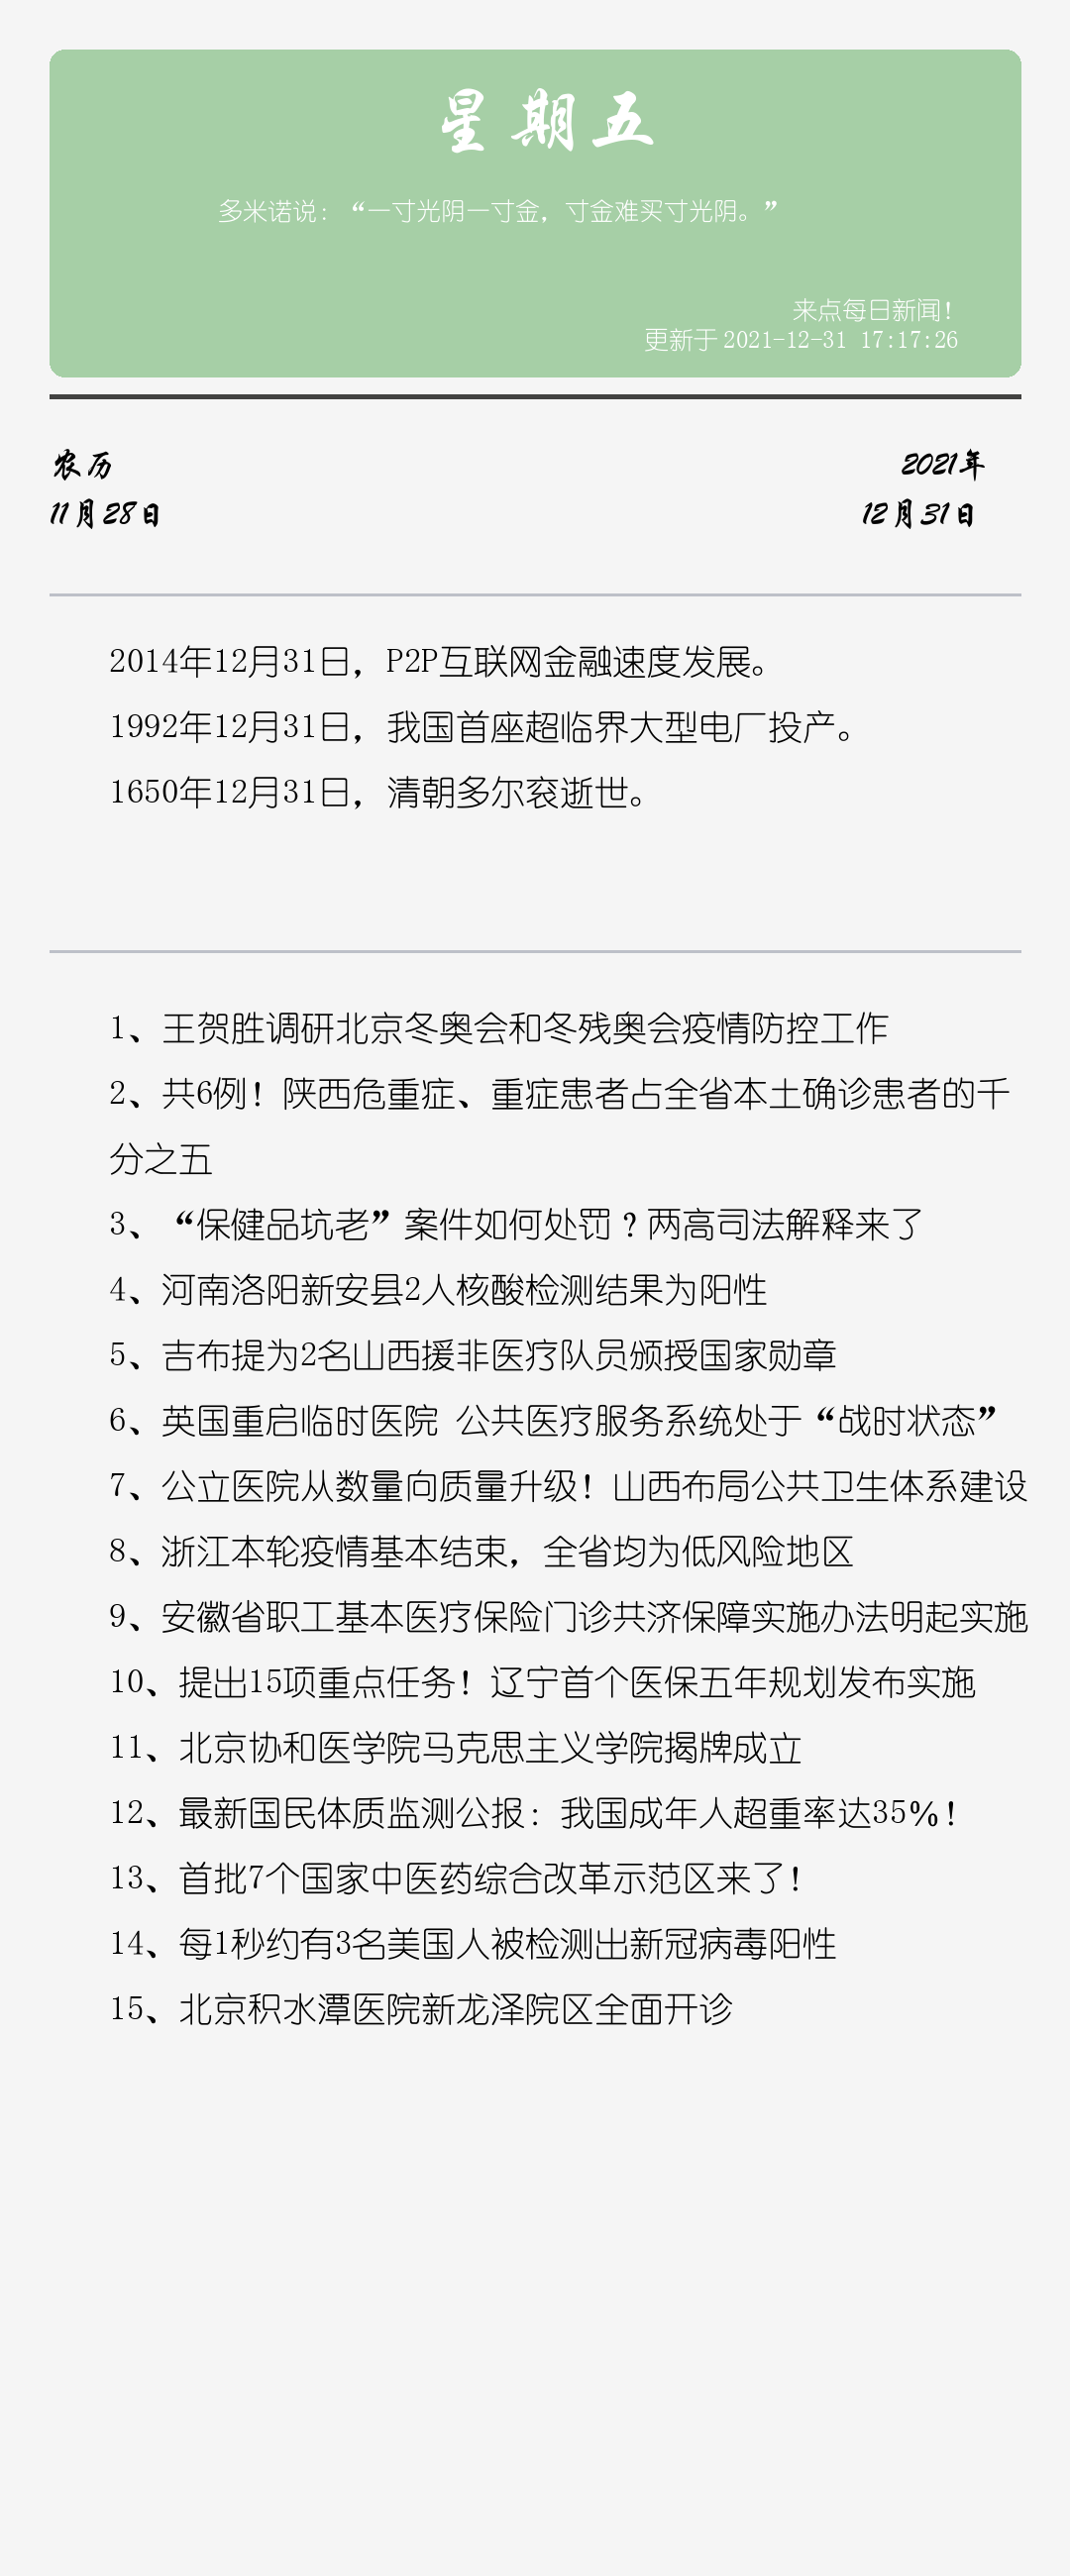 星期五
多米诺说：“一寸光阴一寸金，寸金难买寸光阴。”
来点每日新闻！
更新于 2021-12-31 17:17:26
农历
2021年
11月28日
12月31日
2014年12月31日，P2P互联网金融速度发展。
1992年12月31日，我国首座超临界大型电厂投产。
1650年12月31日，清朝多尔衮逝世。
1、王贺胜调研北京冬奥会和冬残奥会疫情防控工作
2、共6例！陕西危重症、重症患者占全省本土确诊患者的千
分之五
3、“保健品坑老”案件如何处罚？两高司法解释来了
4、河南洛阳新安县2人核酸检测结果为阳性
5、吉布提为2名山西援非医疗队员颁授国家勋章
6、英国重启临时医院 公共医疗服务系统处于“战时状态”
7、公立医院从数量向质量升级！山西布局公共卫生体系建设
8、浙江本轮疫情基本结束，全省均为低风险地区
9、安徽省职工基本医疗保险门诊共济保障实施办法明起实施
10、提出15项重点任务！辽宁首个医保五年规划发布实施
11、北京协和医学院马克思主义学院揭牌成立
12、最新国民体质监测公报：我国成年人超重率达35%！
13、首批7个国家中医药综合改革示范区来了！
14、每1秒约有3名美国人被检测出新冠病毒阳性
15、北京积水潭医院新龙泽院区全面开诊